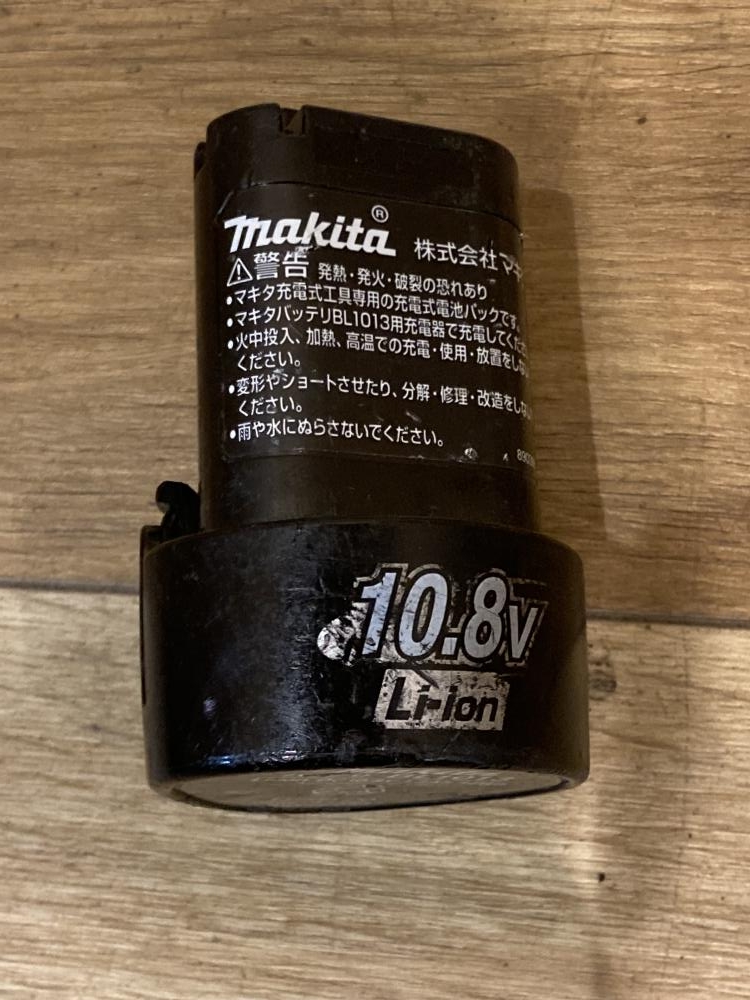 makita® 株式会社マキ
⚠警告 発熱・発火・破裂の恐れあり
•マキタ充電式工具専用の充電式電池パックです。
•マキタバッテリBL1013用充電器で充電してくだ
•火中投入、加熱、高温での充電・使用・放置をしな
ください。
•変形やショートさせたり、分解・修理・改造をしな
ください。
•雨や水にぬらさないでください。
10.8V
Li-ion